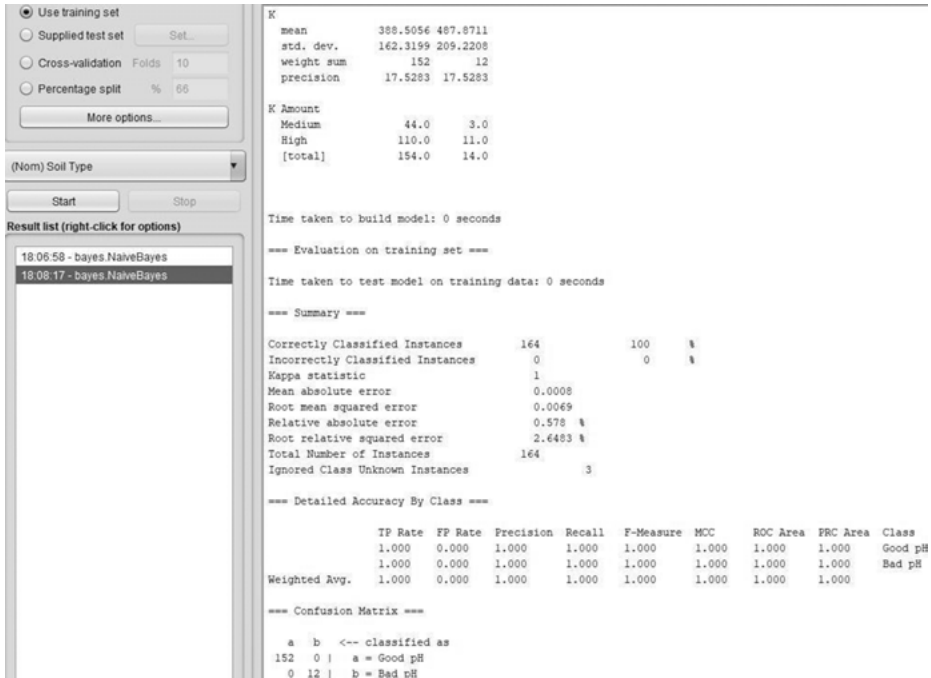 Use training set
Supplied test set Set...
Cross-validation Folds 10
Percentage split % 66
More options...
(Nom) Soil Type
Start Stop
Result list (right-click for options)
18:06:58 - bayes.NaiveBayes
18:08:17 - bayes.NaiveBayes
K
mean 388.5056 487.8711
std. dev. 162.3199 209.2208
weight sum 152 12
precision 17.5283 17.5283
K Amount
Medium 44.0 3.0
High 110.0 11.0
[total] 154.0 14.0
Time taken to build model: 0 seconds
=== Evaluation on training set ===
Time taken to test model on training data: 0 seconds
=== Summary ===
Correctly Classified Instances 164 100 %
Incorrectly Classified Instances 0 0 %
Kappa statistic 1
Mean absolute error 0.0008
Root mean squared error 0.0069
Relative absolute error 0.578 %
Root relative squared error 2.6483 %
Total Number of Instances 164
Ignored Class Unknown Instances 3
=== Detailed Accuracy By Class ===
TP Rate FP Rate Precision Recall F-Measure MCC ROC Area PRC Area Class
1.000 0.000 1.000 1.000 1.000 1.000 1.000 1.000 Good pH
1.000 0.000 1.000 1.000 1.000 1.000 1.000 1.000 Bad pH
Weighted Avg. 1.000 0.000 1.000 1.000 1.000 1.000 1.000 1.000
=== Confusion Matrix ===
a b <-- classified as
152 0 | a = Good pH
0 12 | b = Bad pH